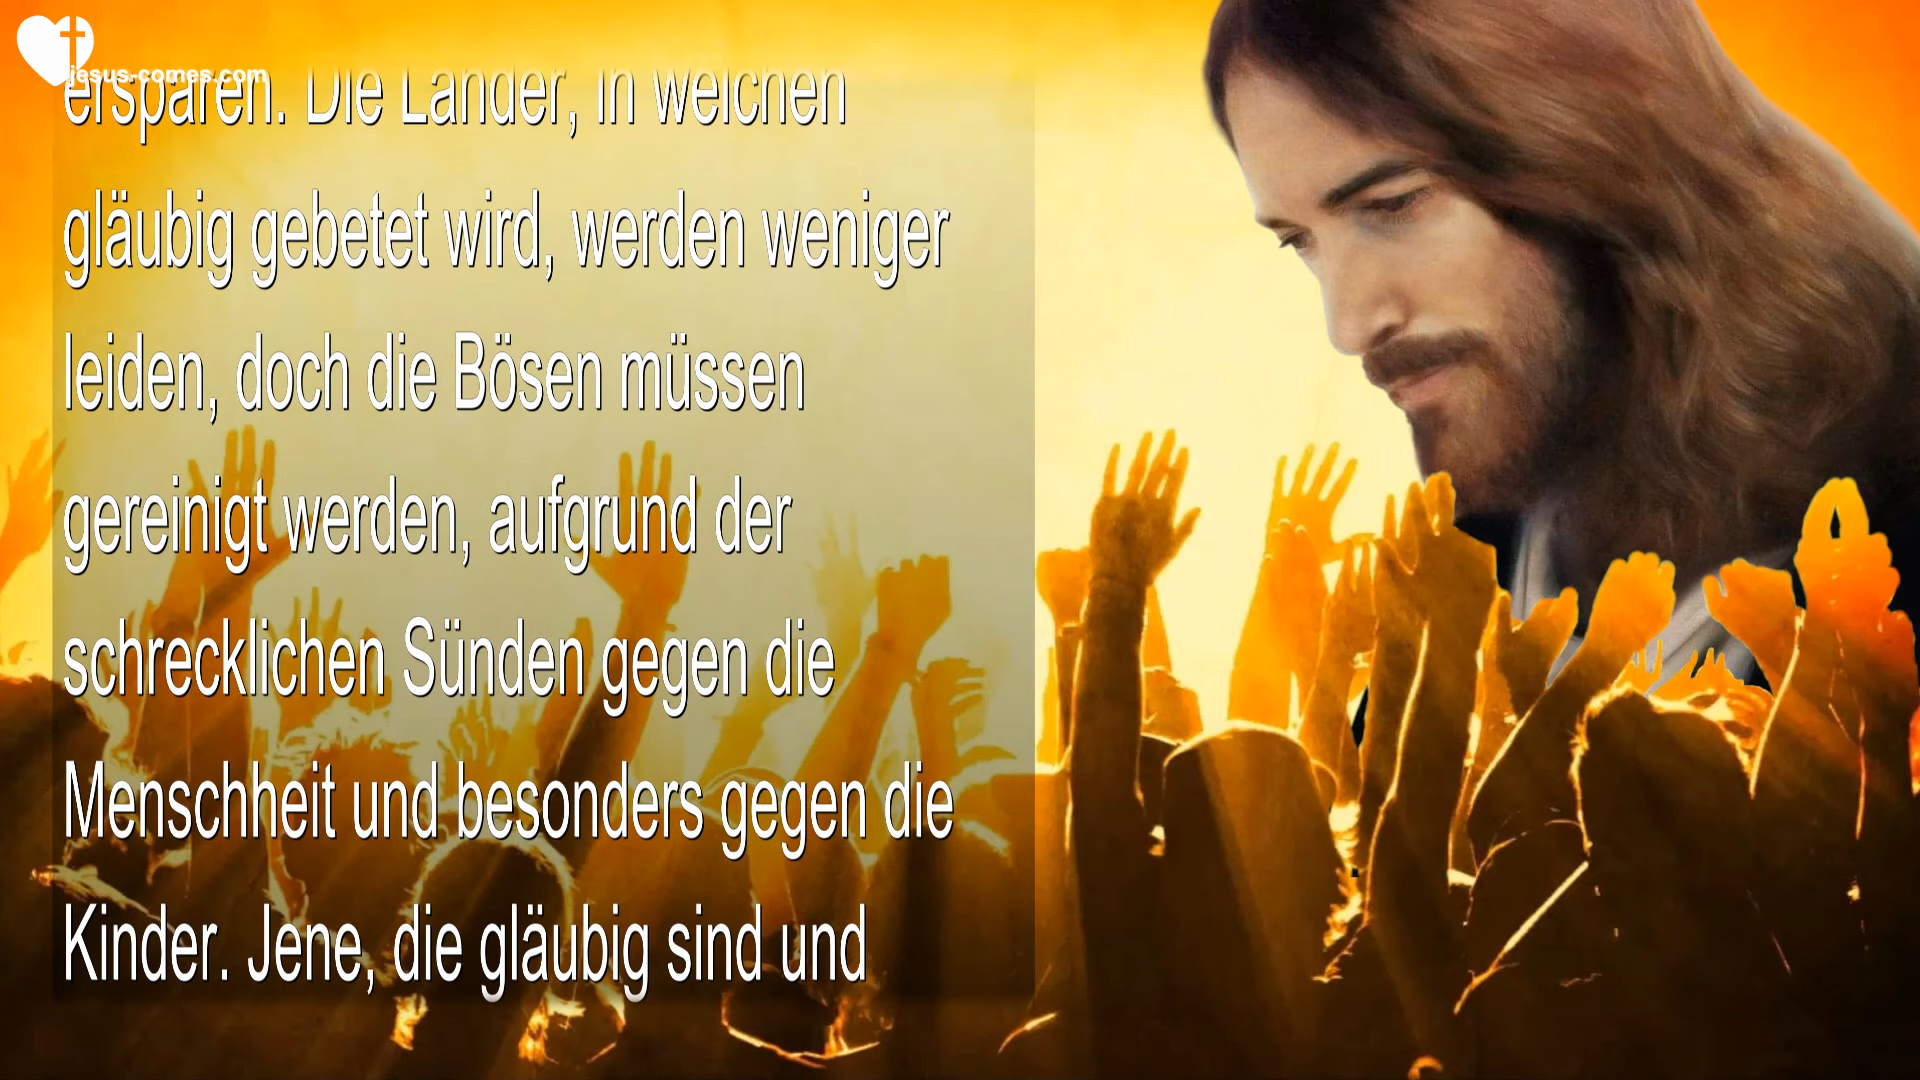 jesus-comes.com
ersparen. Die Länder, in welchen
gläubig gebetet wird, werden weniger
leiden, doch die Bösen müssen
gereinigt werden, aufgrund der
schrecklichen Sünden gegen die
Menschheit und besonders gegen die
Kinder. Jene, die gläubig sind und